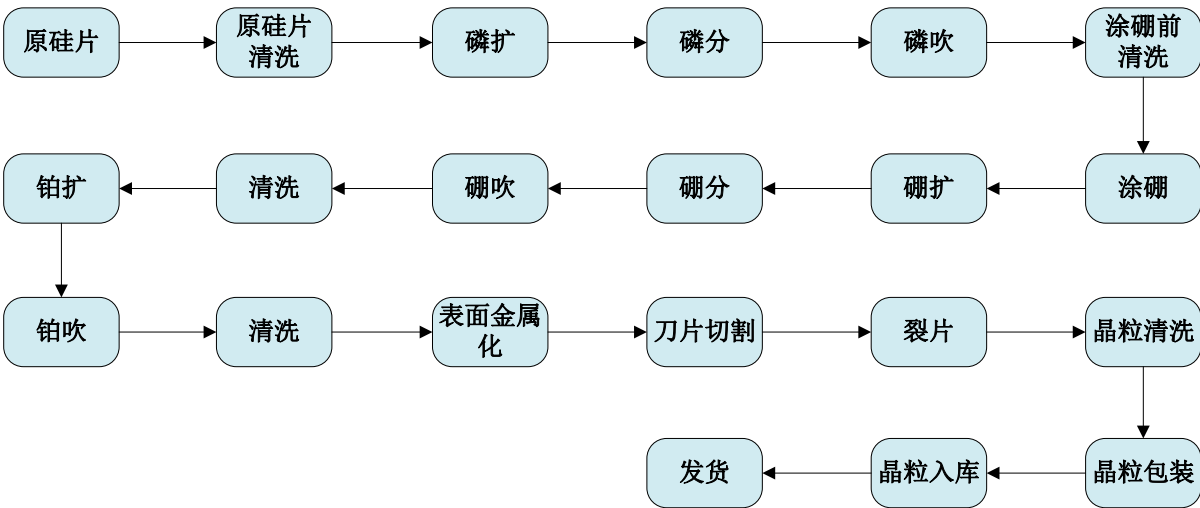 原硅片
原硅片
清洗
磷扩
磷分
磷吹
涂硼前
清洗
涂硼
硼扩
硼分
硼吹
清洗
铂扩
铂吹
清洗
表面金属
化
刀片切割
裂片
晶粒清洗
晶粒包装
晶粒入库
发货